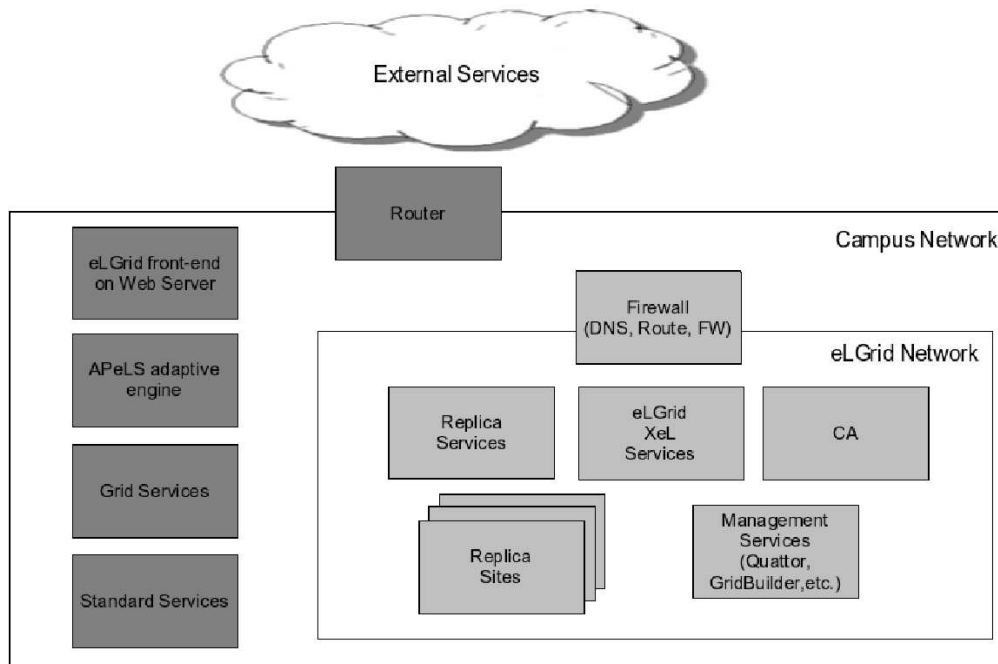 External Services
Router
Campus Network
eLGrid front-end
on Web Server
Firewall
(DNS, Route, FW)
eLGrid Network
APeLS adaptive
engine
Replica
Services
eLGrid
XeL
Services
CA
Grid Services
Replica
Sites
Management
Services
(Quattor,
GridBuilder,etc.)
Standard Services